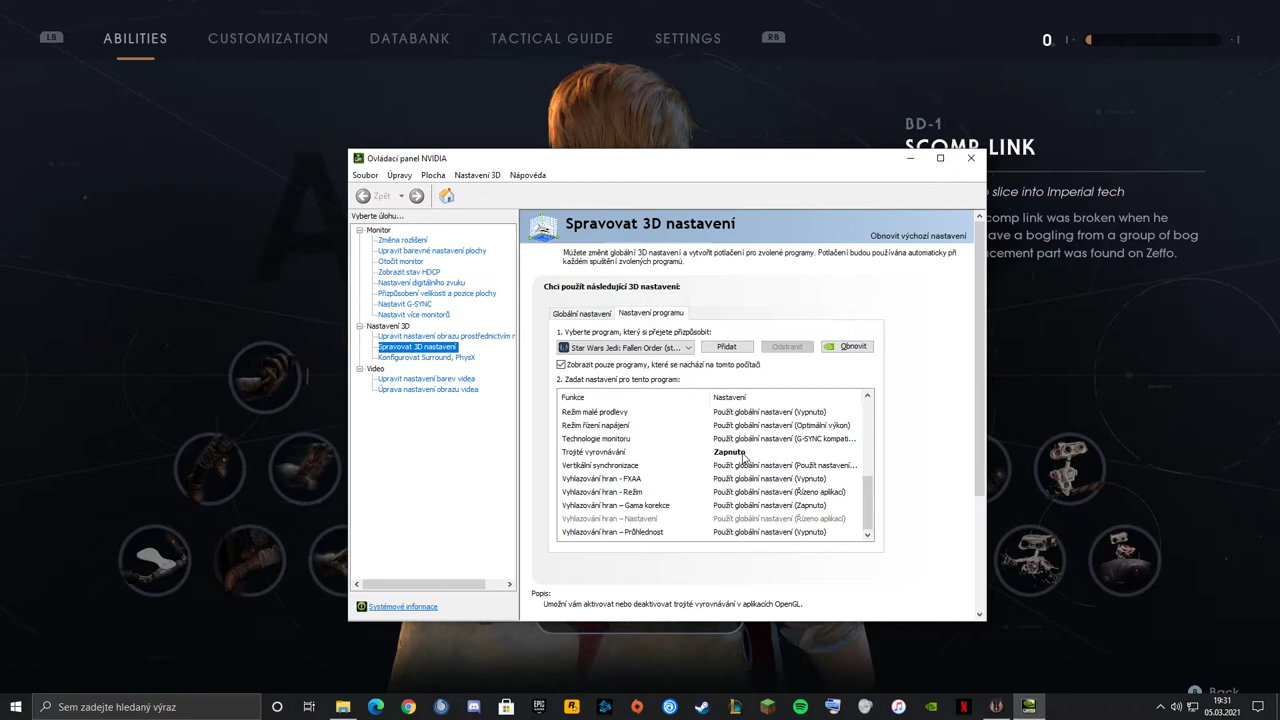 LB
ABILITIES
CUSTOMIZATION
DATABANK
TACTICAL GUIDE
SETTINGS
RB
0
BD-1
SCOMP LINK
slice into Imperial tech
comp link was broken when he
ave a bogling from a group of bog
cement part was found on Zeffo.
Ovládací panel NVIDIA
Soubor Úpravy Plocha Nastavení 3D Nápověda
Zpět
Vyberte úlohu...
Monitor
Změna rozlišení
Upravit barevné nastavení plochy
Otočit monitor
Zobrazit stav HDCP
Nastavení digitálního zvuku
Přizpůsobení velikosti a pozice plochy
Nastavit G-SYNC
Nastavit více monitorů
Nastavení 3D
Upravit nastavení obrazu prostřednictvím n
Spravovat 3D nastavení
Konfigurovat Surround, PhysX
Video
Upravit nastavení barev videa
Úprava nastavení obrazu videa
Systémové informace
Spravovat 3D nastavení
Obnovit výchozí nastavení
Můžete změnit globální 3D nastavení a vytvořit potlačení pro zvolené programy. Potlačení budou používána automaticky při
každém spuštění zvolených programů.
Chci použít následující 3D nastavení:
Globální nastavení Nastavení programu
1. Vyberte program, který si přejete přizpůsobit:
Star Wars Jedi: Fallen Order (st... Přidat Odstranit Obnovit
Zobrazit pouze programy, které se nachází na tomto počítači
2. Zadat nastavení pro tento program:
Funkce Nastavení
Režim malé prodlevy Použít globální nastavení (Vypnuto)
Režim řízení napájení Použít globální nastavení (Optimální výkon)
Technologie monitoru Použít globální nastavení (G-SYNC kompati...
Trojité vyrovnávání Zapnuto
Vertikální synchronizace Použít globální nastavení (Použít nastavení...
Vyhlazování hran - FXAA Použít globální nastavení (Vypnuto)
Vyhlazování hran - Režim Použít globální nastavení (Řízeno aplikací)
Vyhlazování hran – Gama korekce Použít globální nastavení (Zapnuto)
Vyhlazování hran – Nastavení Použít globální nastavení (Řízeno aplikací)
Vyhlazování hran – Průhlednost Použít globální nastavení (Vypnuto)
Popis:
Umožní vám aktivovat nebo deaktivovat trojité vyrovnávání v aplikacích OpenGL.
Back
Sem zadejte hledaný výraz
EPIC
GAMES
19:31
05.03.2021